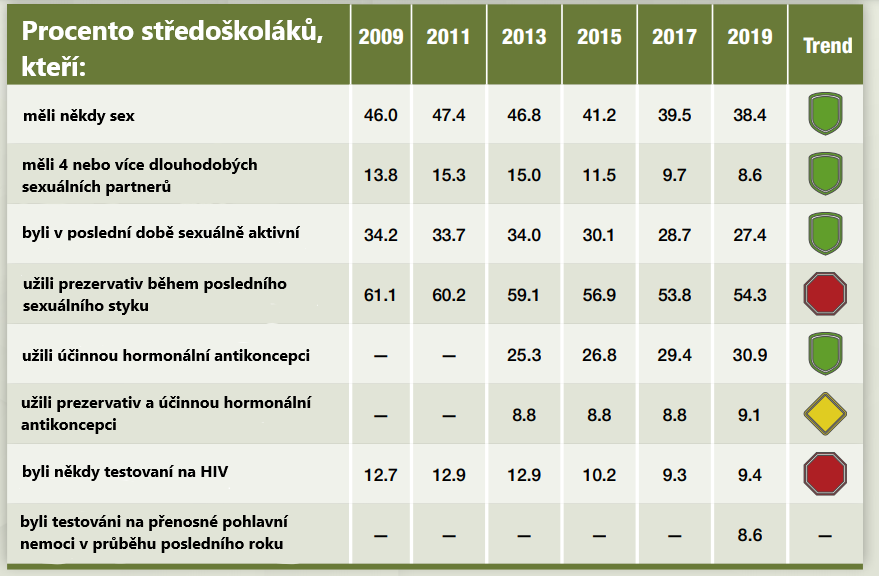 Procento středoškoláků, kteří: 2009 2011 2013 2015 2017 2019 Trend
měli někdy sex 46.0 47.4 46.8 41.2 39.5 38.4
měli 4 nebo více dlouhodobých
sexuálních partnerů 13.8 15.3 15.0 11.5 9.7 8.6
byli v poslední době sexuálně aktivní 34.2 33.7 34.0 30.1 28.7 27.4
užili prezervativ během posledního
sexuálního styku 61.1 60.2 59.1 56.9 53.8 54.3
užili účinnou hormonální antikoncepci — — 25.3 26.8 29.4 30.9
užili prezervativ a účinnou hormonální
antikoncepci — — 8.8 8.8 8.8 9.1
byli někdy testovaní na HIV 12.7 12.9 12.9 10.2 9.3 9.4
byli testováni na přenosné pohlavní
nemoci v průběhu posledního roku — — — — — 8.6 —